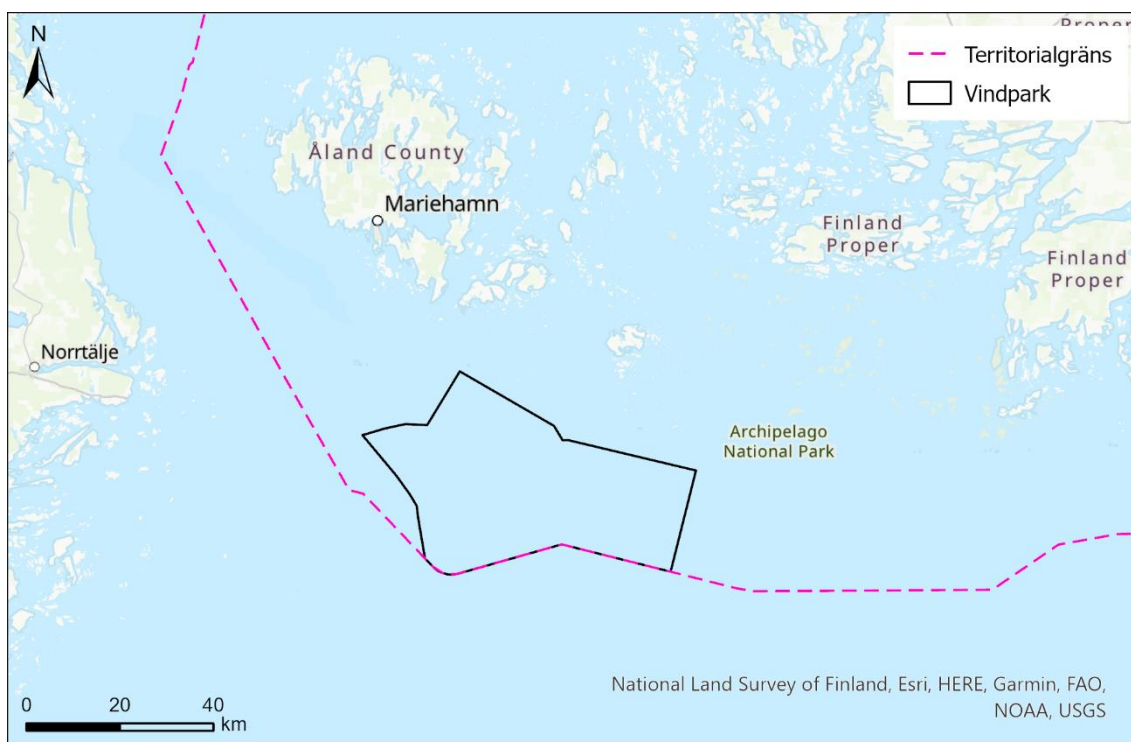 N
Proper
Territorialgräns
Vindpark
Åland County
Mariehamn
Finland
Proper
Finland
Proper
Norrtälje
Archipelago
National Park
National Land Survey of Finland, Esri, HERE, Garmin, FAO,
NOAA, USGS
0 20 40
km